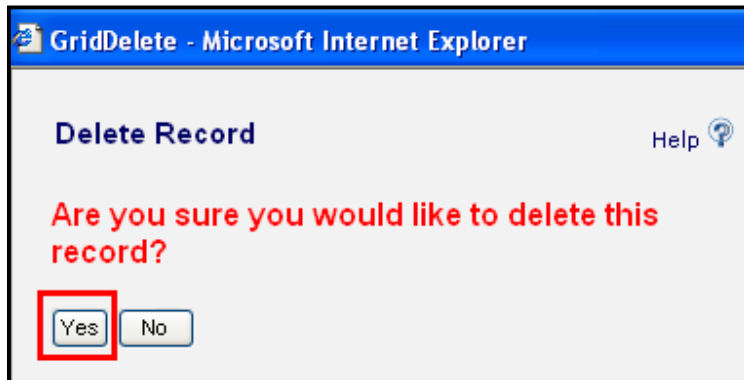 GridDelete - Microsoft Internet Explorer
Delete Record
Help
Are you sure you would like to delete this
record?
Yes No